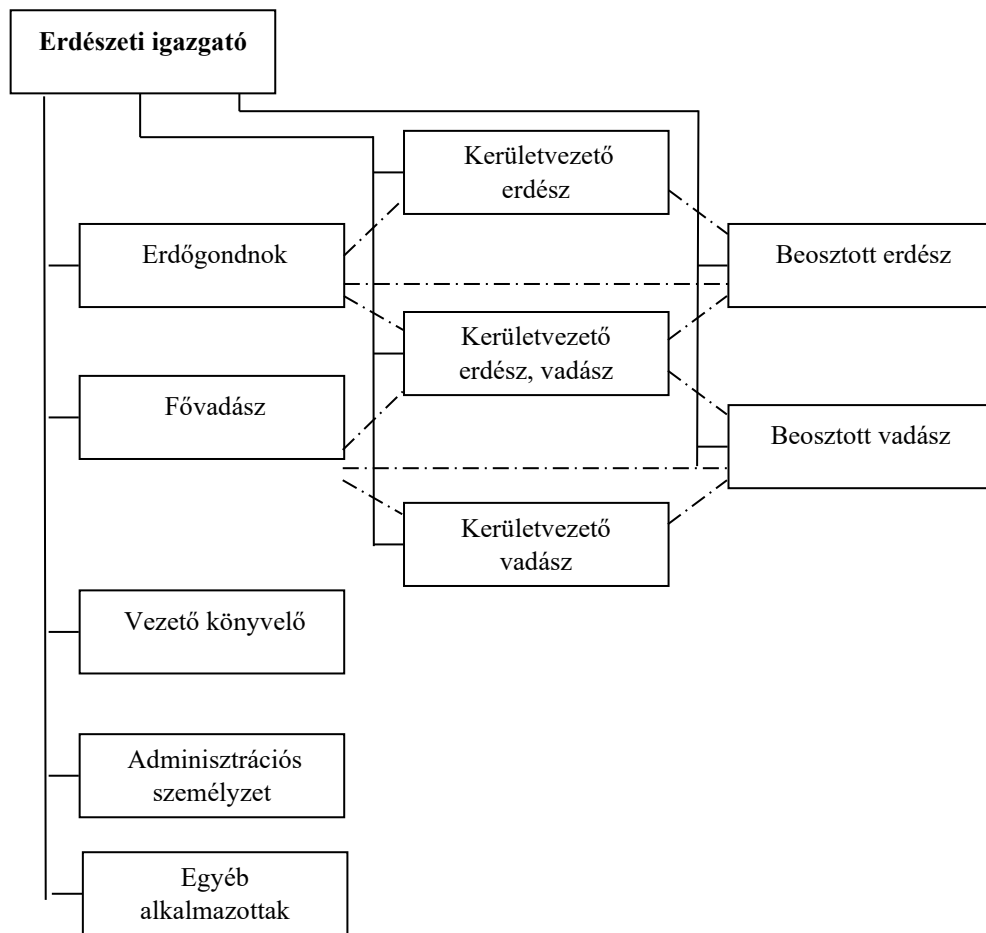 Erdészeti igazgató
Kerületvezető
erdész
Erdőgondnok
Beosztott erdész
Kerületvezető
erdész, vadász
Fővadász
Beosztott vadász
Kerületvezető
vadász
Vezető könyvelő
Adminisztrációs
személyzet
Egyéb
alkalmazottak